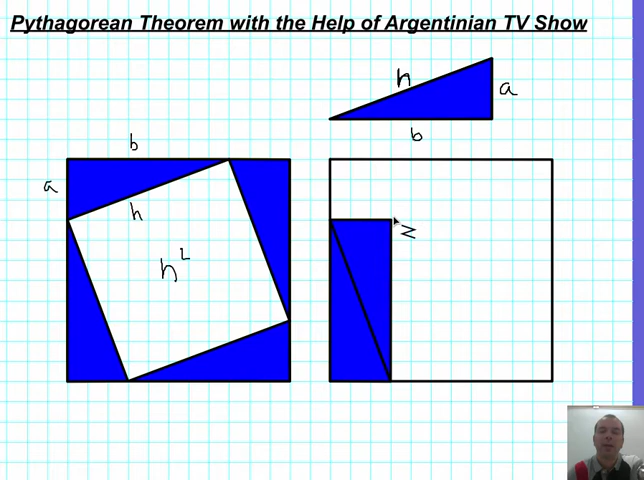 Pythagorean Theorem with the Help of Argentinian TV Show
h
a
b
b
a
h
h²